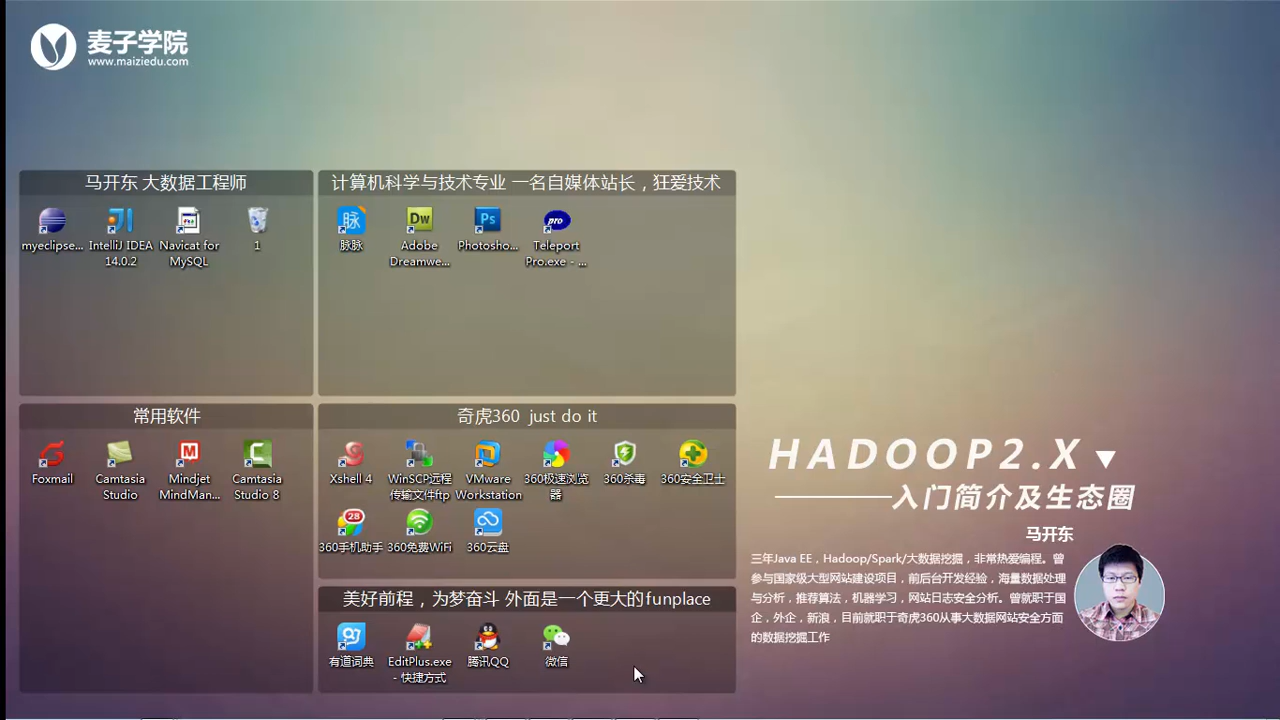 麦子学院
www.maiziedu.com
马开东 大数据工程师
myeclipse...
IntelliJ IDEA
14.0.2
Navicat for
MySQL
1
计算机科学与技术专业 一名自媒体站长，狂爱技术
脉
脉脉
Dw
Adobe
Dreamwe...
Ps
Photosho...
pro
Teleport
Pro.exe - ...
常用软件
Foxmail
Camtasia
Studio
M
Mindjet
MindMan...
C
Camtasia
Studio 8
奇虎360 just do it
Xshell 4
WinSCP远程
传输文件ftp
VMware
Workstation
360极速浏览
器
360杀毒
360安全卫士
28
360手机助手
360免费WiFi
360云盘
美好前程，为梦奋斗 外面是一个更大的funplace
有道词典
EditPlus.exe
- 快捷方式
腾讯QQ
微信
HADOOP2.X
入门简介及生态圈
马开东
三年Java EE，Hadoop/Spark/大数据挖掘，非常热爱编程。曾
参与国家级大型网站建设项目，前后台开发经验，海量数据处理
与分析，推荐算法，机器学习，网站日志安全分析。曾就职于国
企，外企，新浪，目前就职于奇虎360从事大数据网站安全方面
的数据挖掘工作